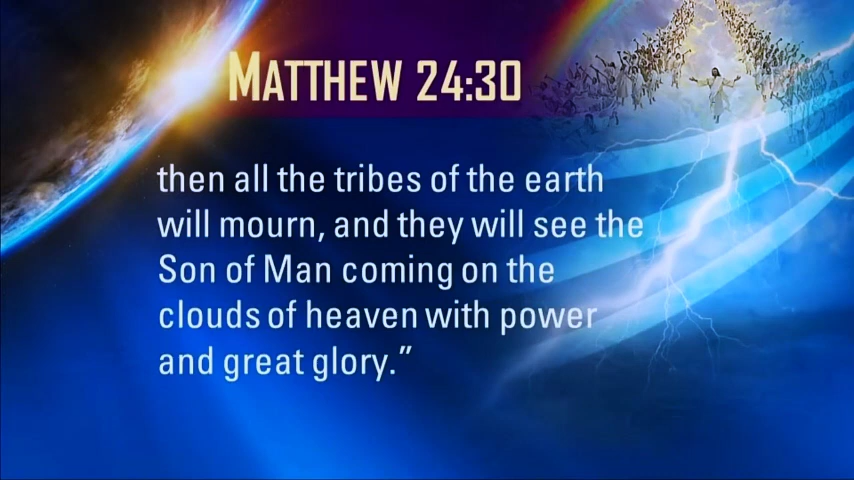 MATTHEW 24:30
then all the tribes of the earth
will mourn, and they will see the
Son of Man coming on the
clouds of heaven with power
and great glory.”